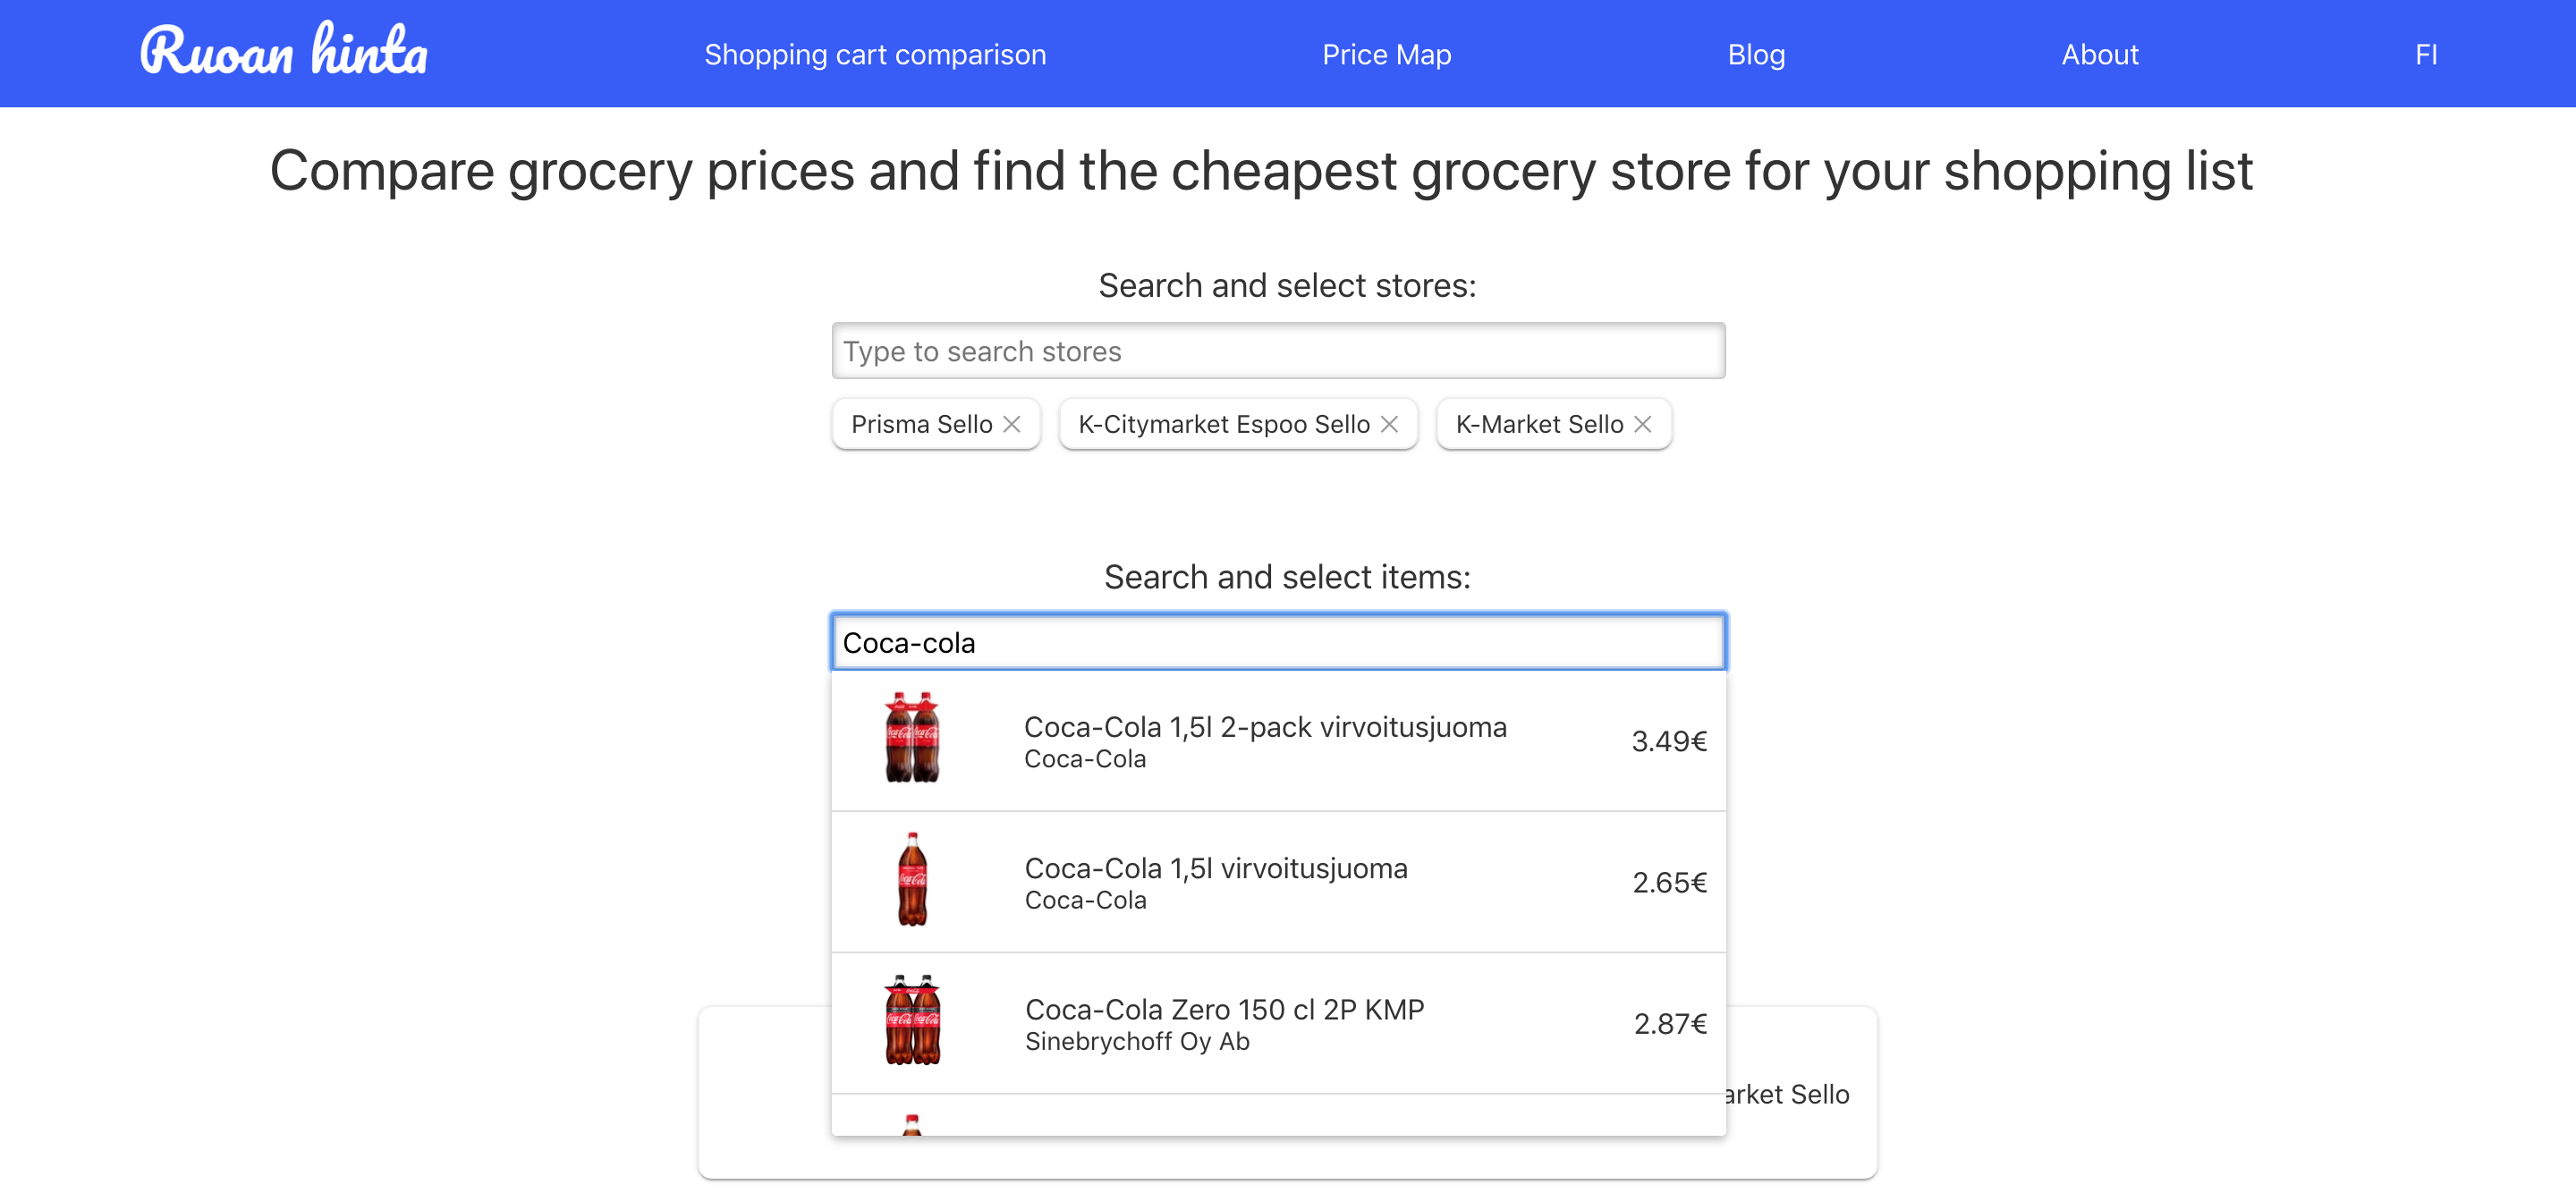 Ruoan hinta
Shopping cart comparison
Price Map
Blog
About
FI
Compare grocery prices and find the cheapest grocery store for your shopping list
Search and select stores:
Type to search stores
Prisma Sello
K-Citymarket Espoo Sello
K-Market Sello
Search and select items:
Coca-cola
Coca-Cola 1,5l 2-pack virvoitusjuoma
Coca-Cola
3.49€
Coca-Cola 1,5l virvoitusjuoma
Coca-Cola
2.65€
Coca-Cola Zero 150 cl 2P KMP
Sinebrychoff Oy Ab
2.87€
arket Sello